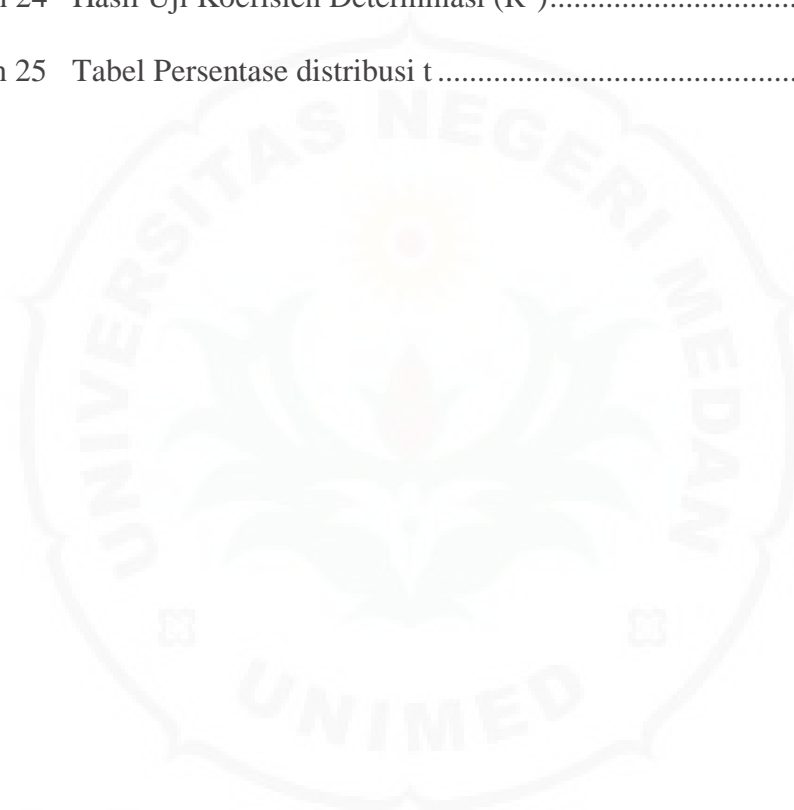 n 24 Hasil Uji Koefisien Determinasi (R²)....................................
n 25 Tabel Persentase distribusi t.............................................
UNIVERSITAS NEGERI MEDAN
UNIMED